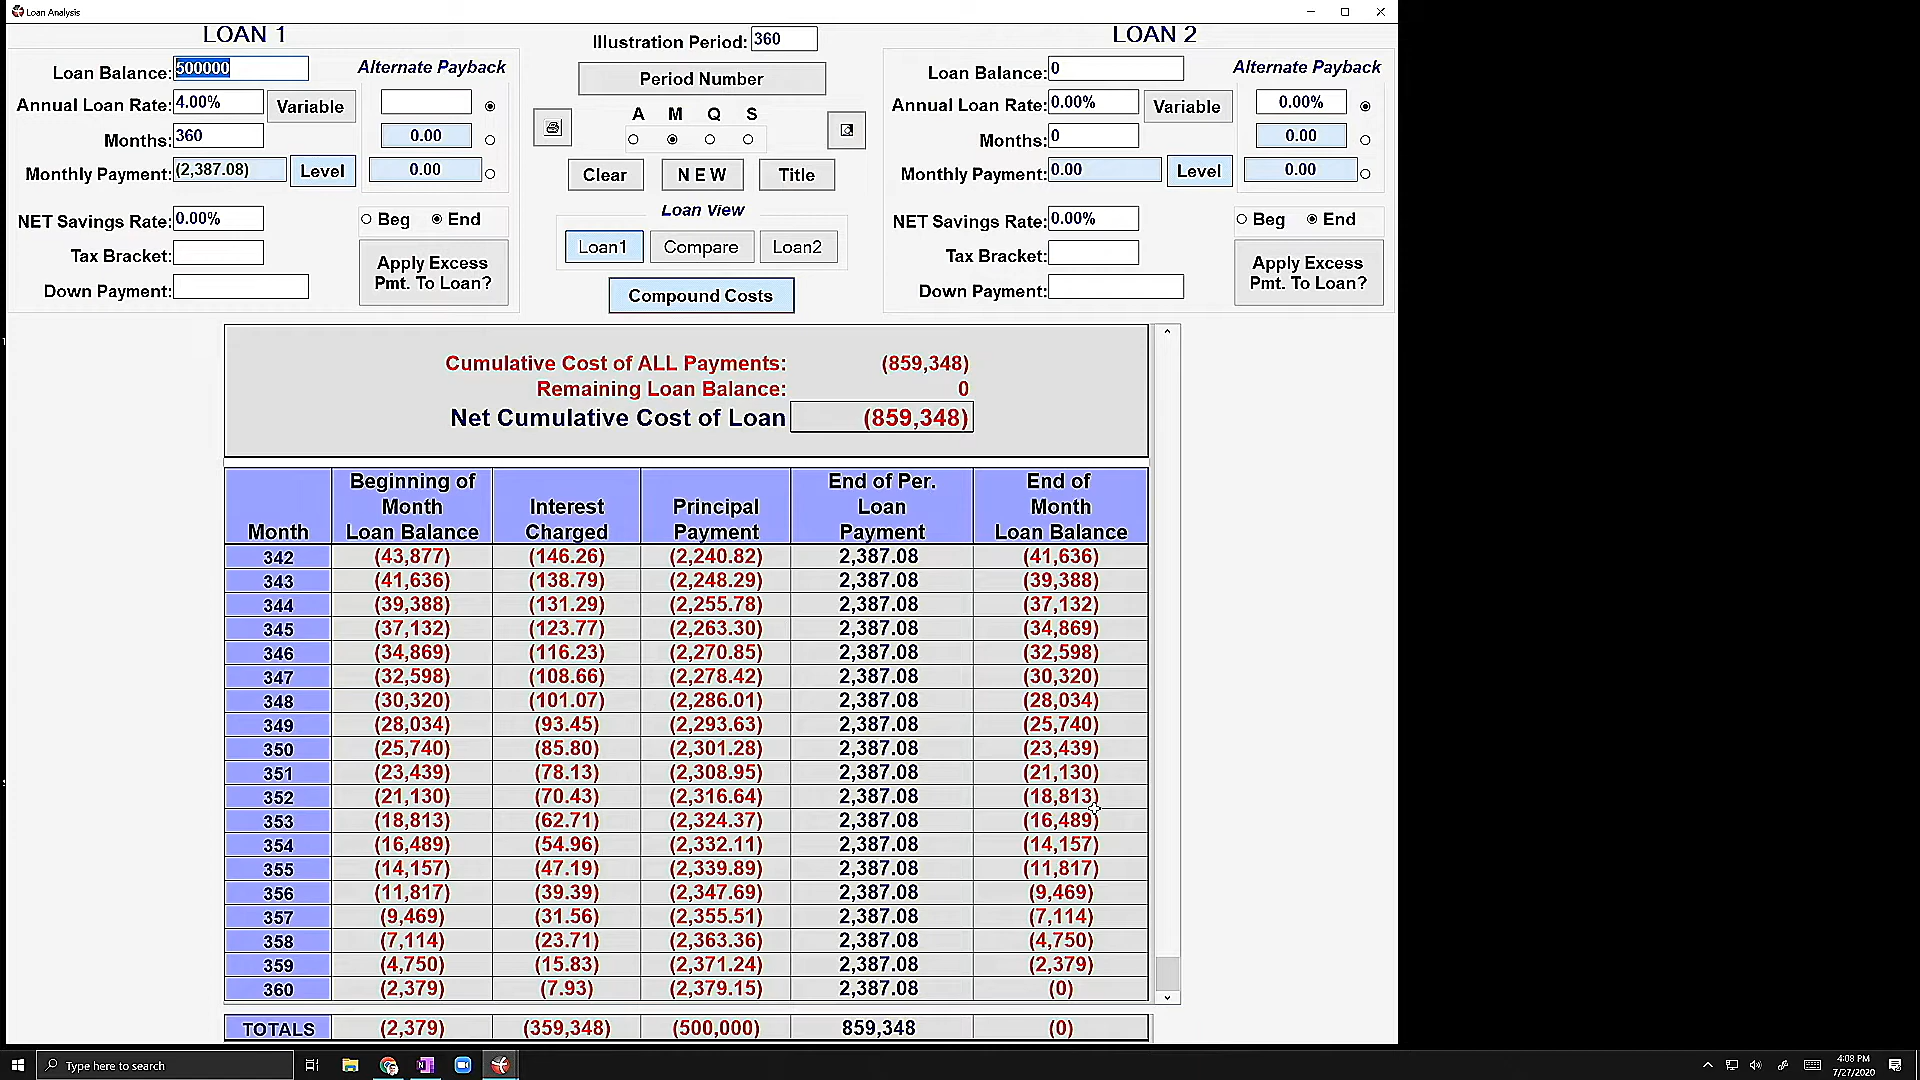 Loan Analysis
LOAN 1
Loan Balance: 500000
Alternate Payback
Annual Loan Rate: 4.00% Variable
Months: 360 0.00
Monthly Payment: (2,387.08) Level 0.00
NET Savings Rate: 0.00% Beg End
Tax Bracket:
Down Payment:
Apply Excess
Pmt. To Loan?
Illustration Period: 360
Period Number
A M Q S
Clear NEW Title
Loan View
Loan1 Compare Loan2
Compound Costs
LOAN 2
Loan Balance: 0
Alternate Payback
Annual Loan Rate: 0.00% Variable 0.00%
Months: 0 0.00
Monthly Payment: 0.00 Level 0.00
NET Savings Rate: 0.00% Beg End
Tax Bracket:
Down Payment:
Apply Excess
Pmt. To Loan?
Cumulative Cost of ALL Payments: (859,348)
Remaining Loan Balance: 0
Net Cumulative Cost of Loan (859,348)
Month
Beginning of
Month
Loan Balance
Interest
Charged
Principal
Payment
End of Per.
Loan
Payment
End of
Month
Loan Balance
342 (43,877) (146.26) (2,240.82) 2,387.08 (41,636)
343 (41,636) (138.79) (2,248.29) 2,387.08 (39,388)
344 (39,388) (131.29) (2,255.78) 2,387.08 (37,132)
345 (37,132) (123.77) (2,263.30) 2,387.08 (34,869)
346 (34,869) (116.23) (2,270.85) 2,387.08 (32,598)
347 (32,598) (108.66) (2,278.42) 2,387.08 (30,320)
348 (30,320) (101.07) (2,286.01) 2,387.08 (28,034)
349 (28,034) (93.45) (2,293.63) 2,387.08 (25,740)
350 (25,740) (85.80) (2,301.28) 2,387.08 (23,439)
351 (23,439) (78.13) (2,308.95) 2,387.08 (21,130)
352 (21,130) (70.43) (2,316.64) 2,387.08 (18,813)
353 (18,813) (62.71) (2,324.37) 2,387.08 (16,489)
354 (16,489) (54.96) (2,332.11) 2,387.08 (14,157)
355 (14,157) (47.19) (2,339.89) 2,387.08 (11,817)
356 (11,817) (39.39) (2,347.69) 2,387.08 (9,469)
357 (9,469) (31.56) (2,355.51) 2,387.08 (7,114)
358 (7,114) (23.71) (2,363.36) 2,387.08 (4,750)
359 (4,750) (15.83) (2,371.24) 2,387.08 (2,379)
360 (2,379) (7.93) (2,379.15) 2,387.08 (0)
TOTALS (2,379) (359,348) (500,000) 859,348 (0)
Type here to search
4:08 PM
7/27/2020